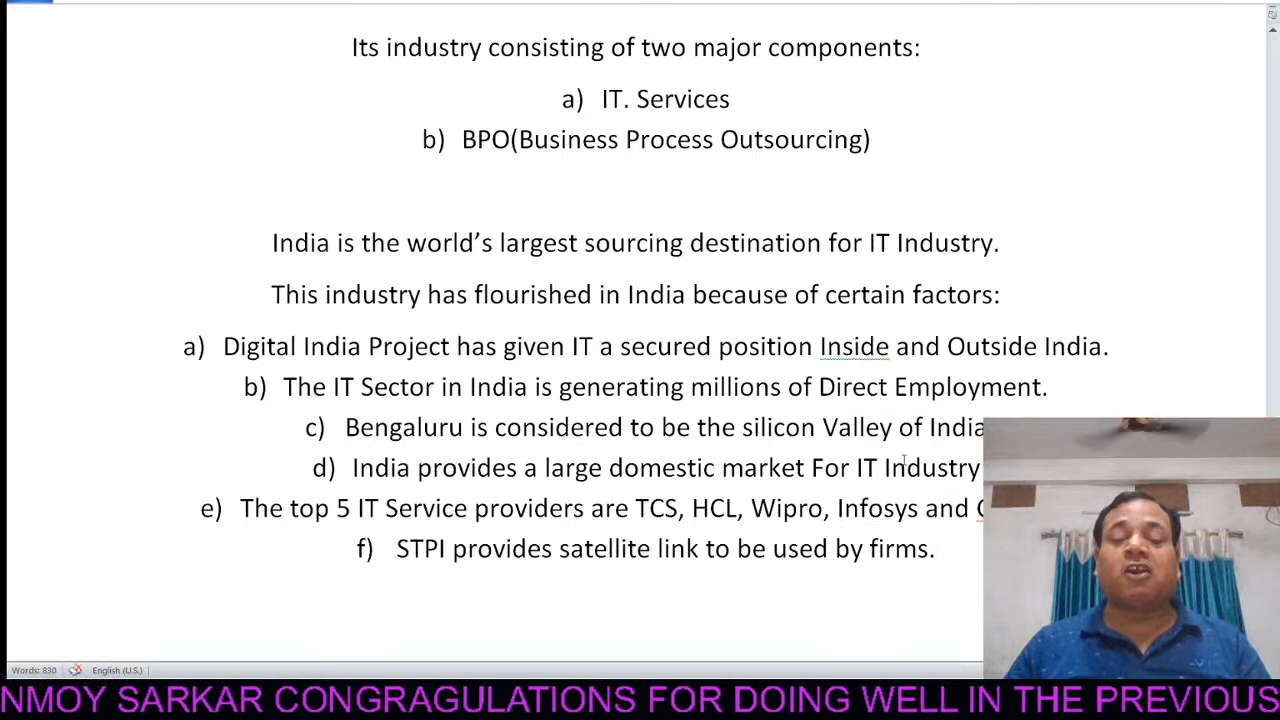 Its industry consisting of two major components:
a) IT. Services
b) BPO(Business Process Outsourcing)
India is the world’s largest sourcing destination for IT Industry.
This industry has flourished in India because of certain factors:
a) Digital India Project has given IT a secured position Inside and Outside India.
b) The IT Sector in India is generating millions of Direct Employment.
c) Bengaluru is considered to be the silicon Valley of India
d) India provides a large domestic market For IT Industry
e) The top 5 IT Service providers are TCS, HCL, Wipro, Infosys and
f) STPI provides satellite link to be used by firms.
Words: 830 English (U.S.)
NMOY SARKAR CONGRAGULATIONS FOR DOING WELL IN THE PREVIOUS